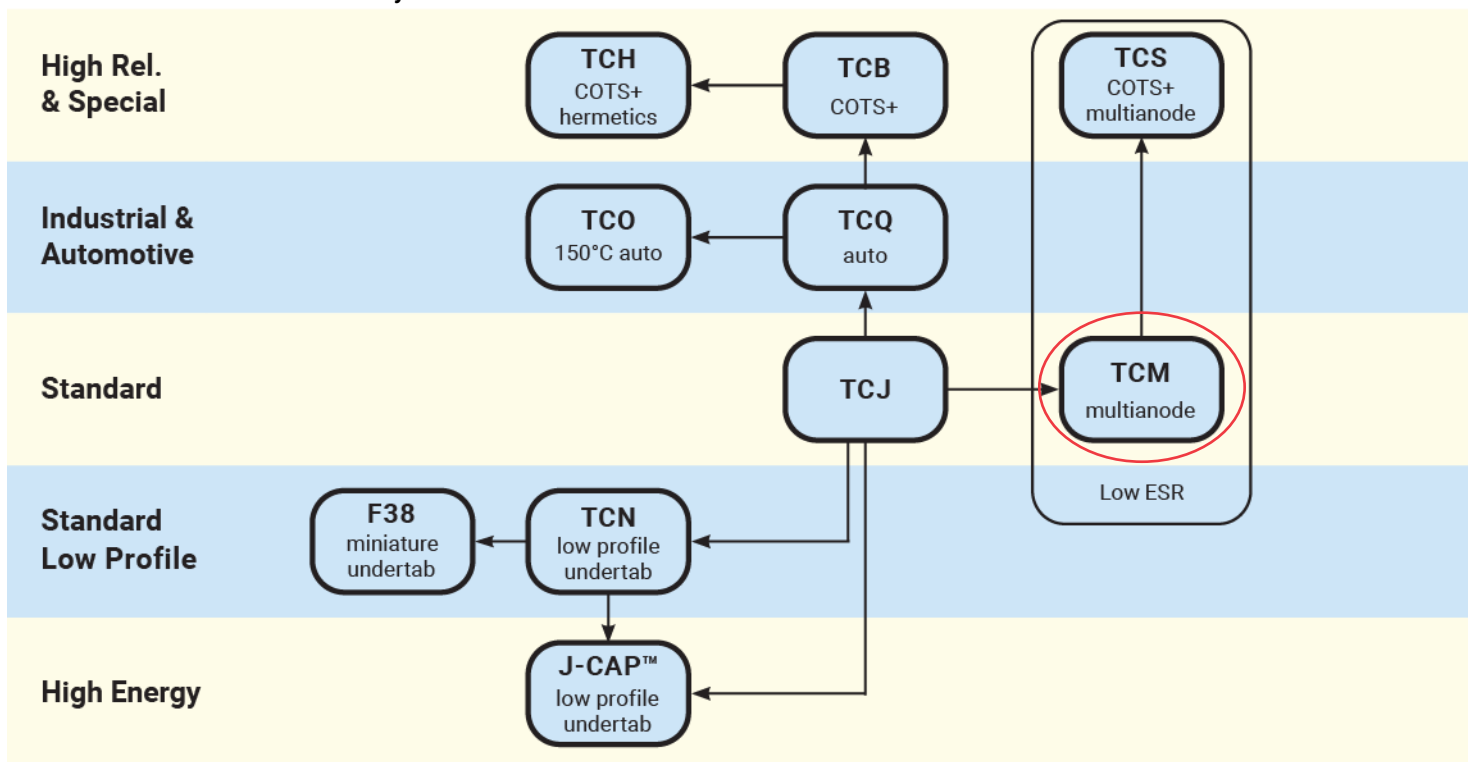 High Rel.
& Special
TCH
COTS+
hermetics
TCB
COTS+
TCS
COTS+
multianode
Industrial &
Automotive
TCO
150°C auto
TCQ
auto
Standard
TCJ
TCM
multianode
Low ESR
Standard
Low Profile
F38
miniature
undertab
TCN
low profile
undertab
High Energy
J-CAP™
low profile
undertab